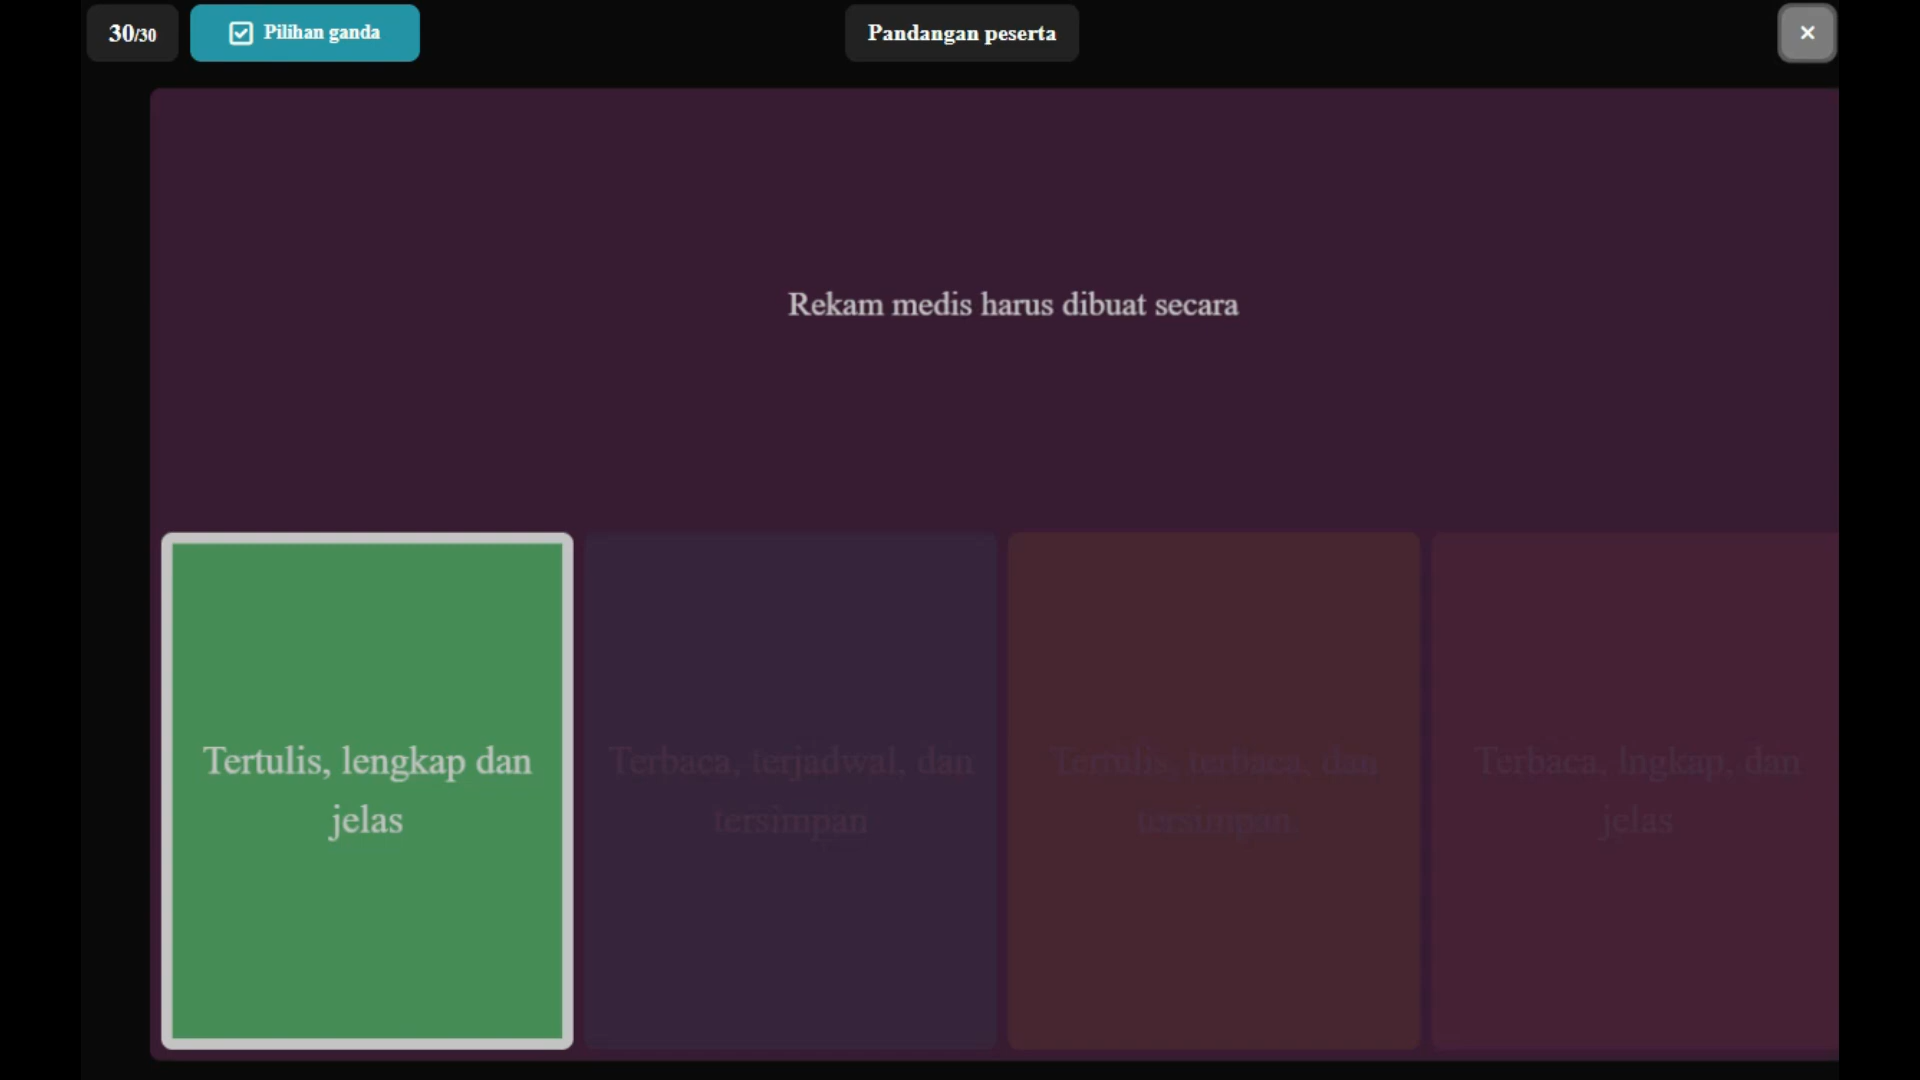 30/30
Pilihan ganda
Pandangan peserta
Rekam medis harus dibuat secara
Tertulis, lengkap dan
jelas
Terbaca, terjadwal, dan
tersimpan
Tertulis, terbaca, dan
tersimpan
Terbaca, lngkap, dan
jelas